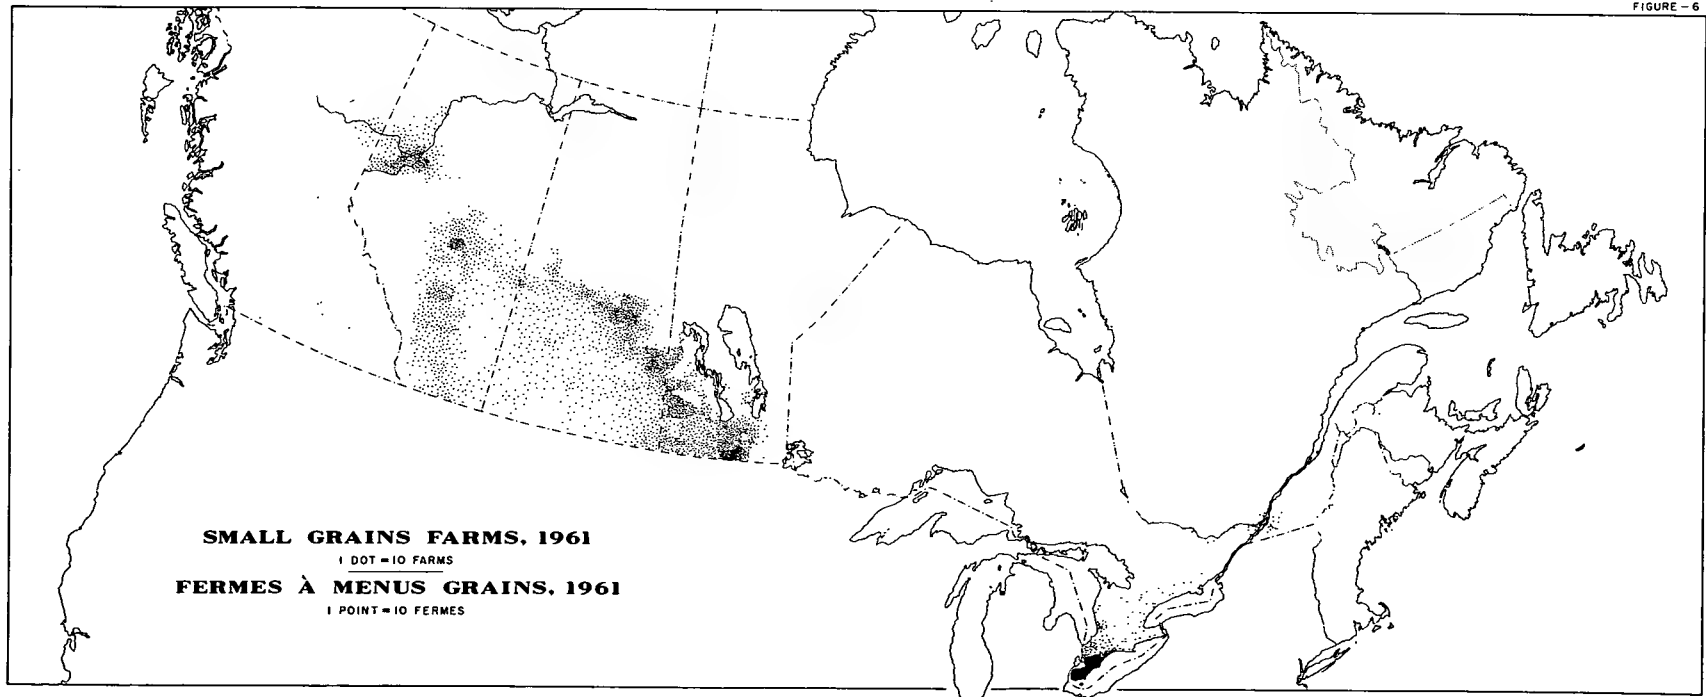 FIGURE - 6
SMALL GRAINS FARMS, 1961
1 DOT = 10 FARMS
FERMES À MENUS GRAINS, 1961
1 POINT = 10 FERMES